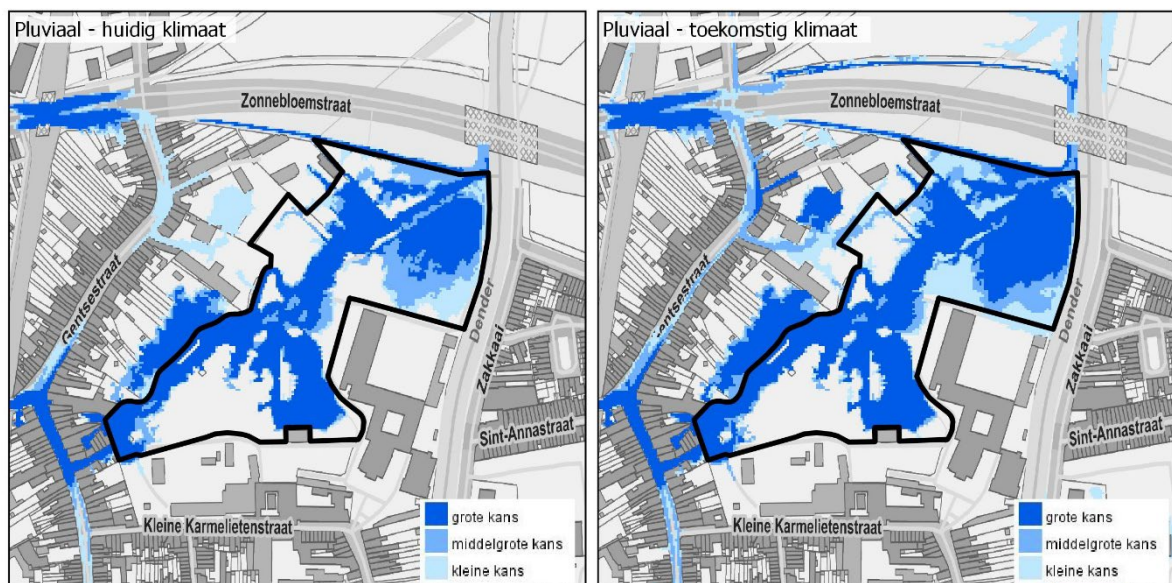 Pluviaal - huidig klimaat
Zonnebloemstraat
Gentsestraat
Dender
Zakkaai
Sint-Annastraat
Kleine Karmelietenstraat
grote kans
middelgrote kans
kleine kans
Pluviaal - toekomstig klimaat
Zonnebloemstraat
Gentsestraat
Dender
Zakkaai
Sint-Annastraat
Kleine Karmelietenstraat
grote kans
middelgrote kans
kleine kans